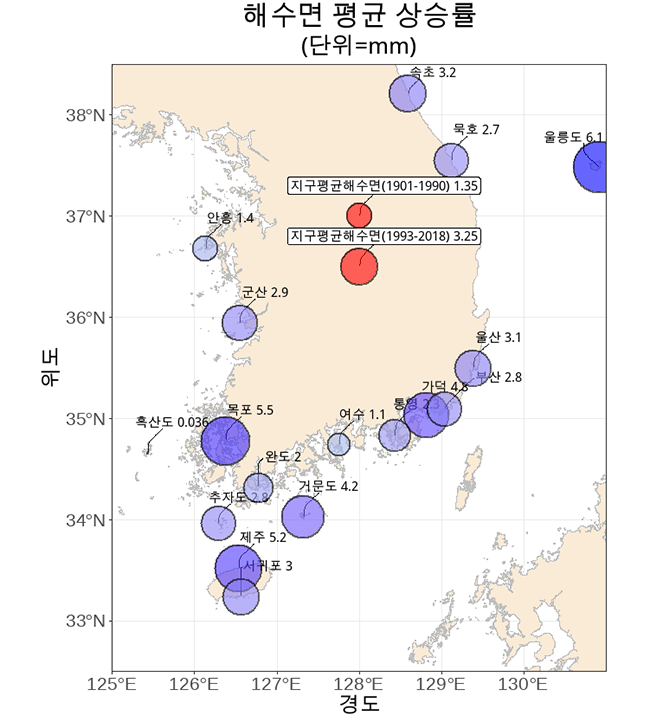 해수면 평균 상승률
(단위=mm)
속초 3.2
38°N
묵호 2.7
울릉도 6.1
지구평균해수면(1901-1990) 1.35
안흥 1.4
37°N
지구평균해수면(1993-2018) 3.25
군산 2.9
36°N
울산 3.1
위도
부산 2.8
가덕 4.8
통영 2.3
목포 5.5
여수 1.1
흑산도 0.036
35°N
완도 2
거문도 4.2
추자도 2.8
34°N
제주 5.2
서귀포 3
33°N
125°E 126°E 127°E 128°E 129°E 130°E
경도